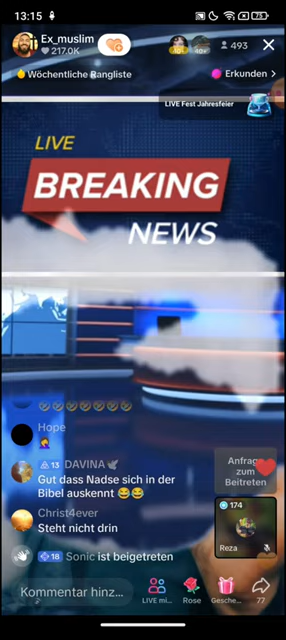 13:15
75
Ex_muslim
217.0K
493
Wöchentliche Rangliste
Erkunden >
LIVE Fest Jahresfeier
LIVE
BREAKING
NEWS
Hope
13 DAVINA
Gut dass Nadse sich in der
Bibel auskennt
Christ4ever
Steht nicht drin
18 Sonic ist beigetreten
Anfrage
zum
Beitreten
174
Reza
Kommentar hinz...
LIVE mi...
Rose
Gesche...
77